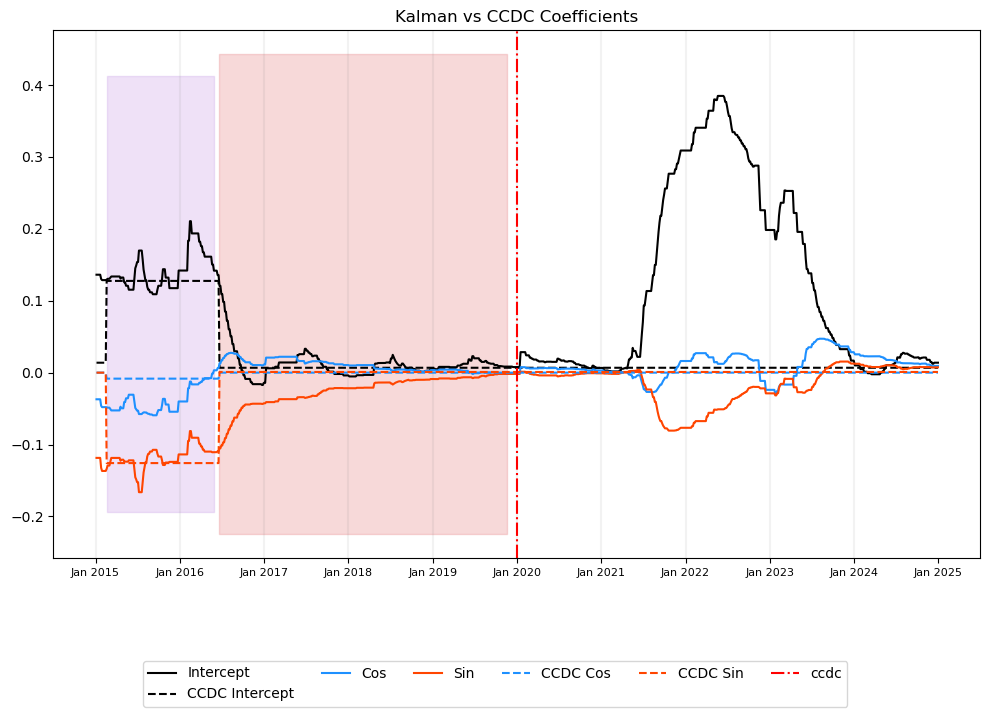 Kalman vs CCDC Coefficients
0.4
0.3
0.2
0.1
0.0
−0.1
−0.2
Jan 2015 Jan 2016 Jan 2017 Jan 2018 Jan 2019 Jan 2020 Jan 2021 Jan 2022 Jan 2023 Jan 2024 Jan 2025
Intercept Cos Sin CCDC Cos CCDC Sin ccdc
CCDC Intercept